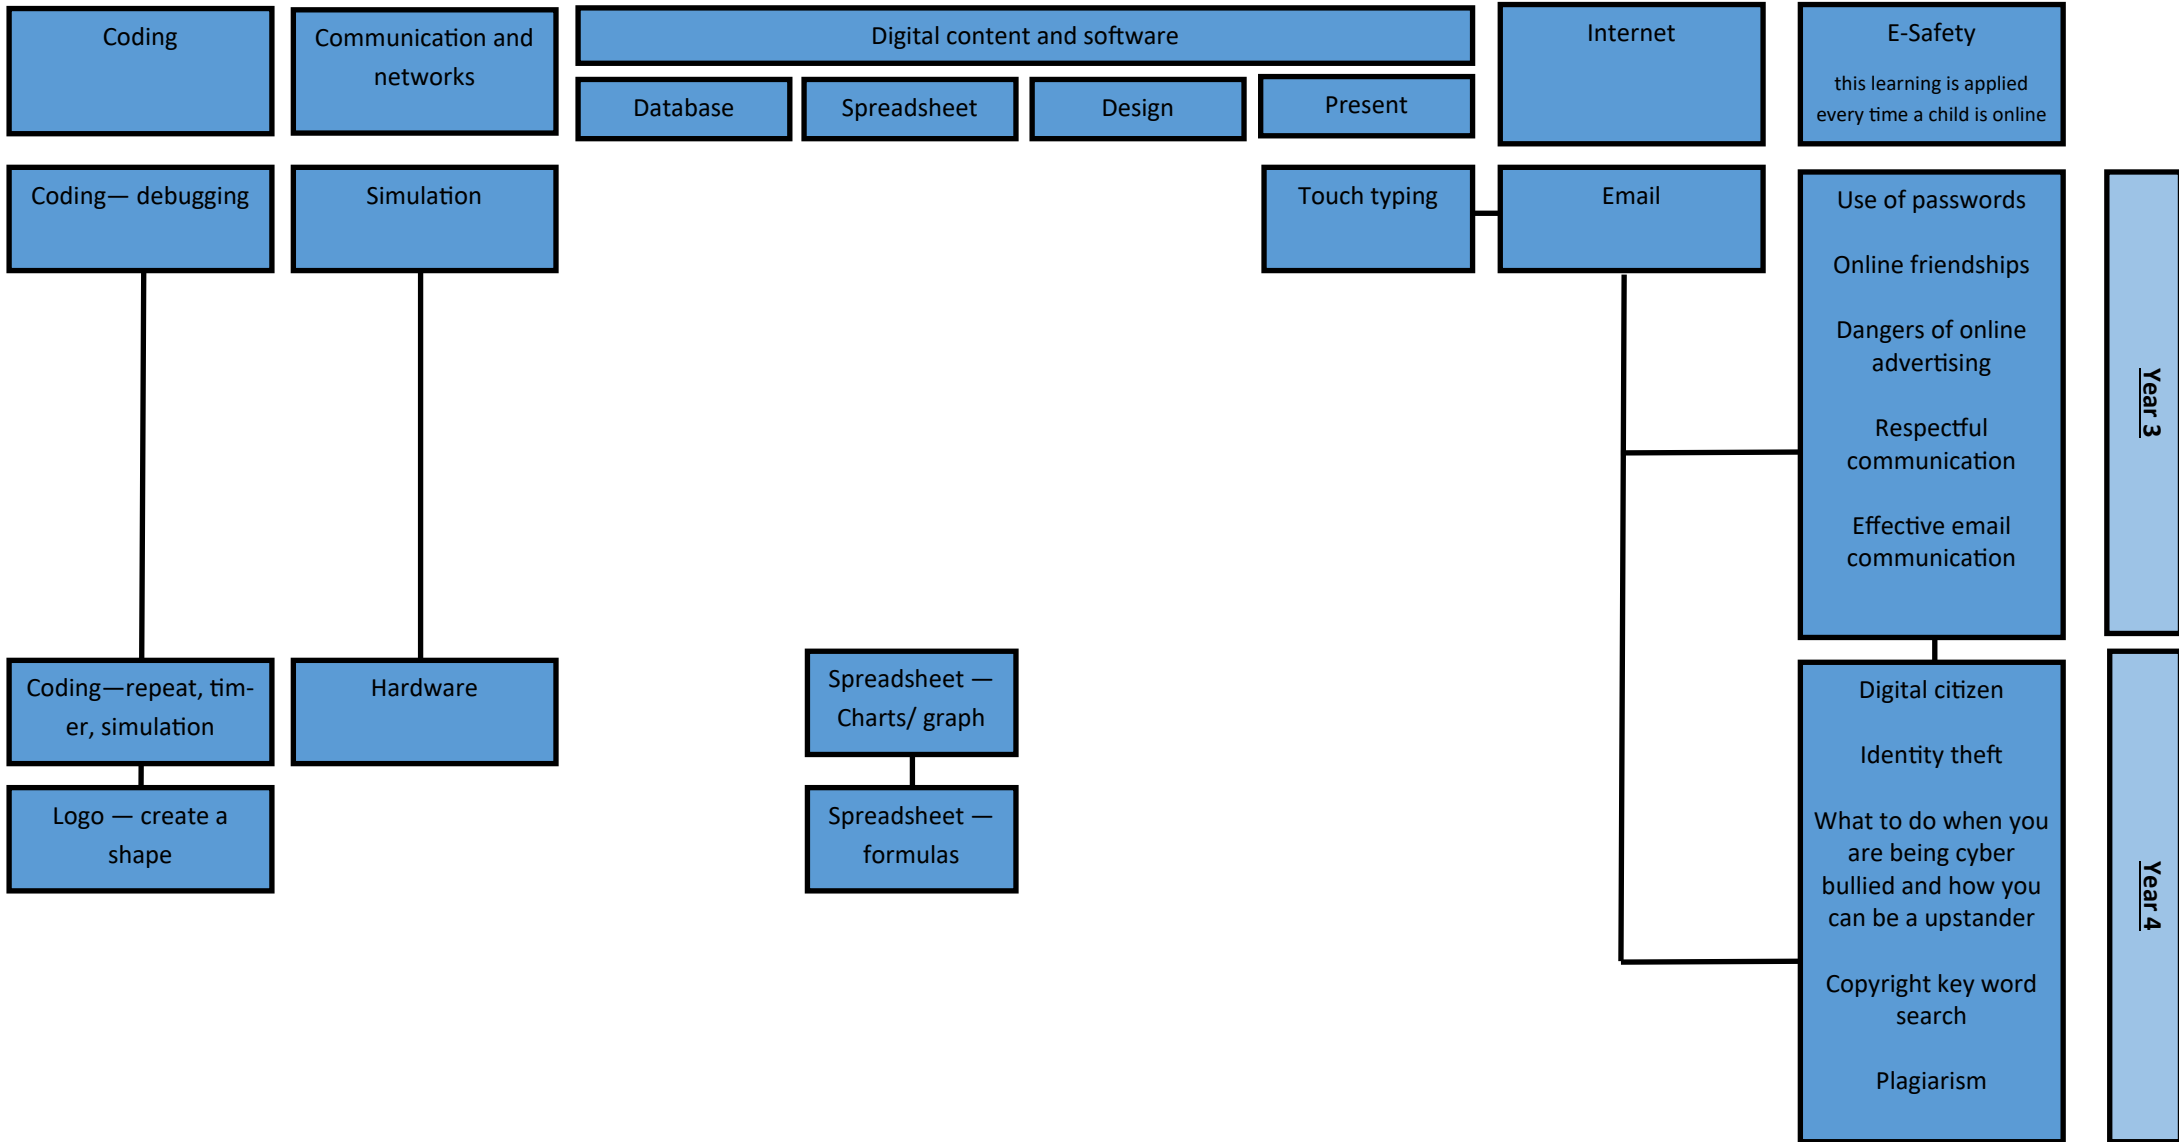 Coding
Communication and
networks
Digital content and software
Database
Spreadsheet
Design
Present
Internet
E-Safety
this learning is applied
every time a child is online
Coding— debugging
Simulation
Touch typing
Email
Use of passwords
Online friendships
Dangers of online
advertising
Respectful
communication
Effective email
communication
Year 3
Coding—repeat, tim-
er, simulation
Hardware
Spreadsheet —
Charts/ graph
Logo — create a
shape
Spreadsheet —
formulas
Digital citizen
Identity theft
What to do when you
are being cyber
bullied and how you
can be a upstander
Copyright key word
search
Plagiarism
Year 4